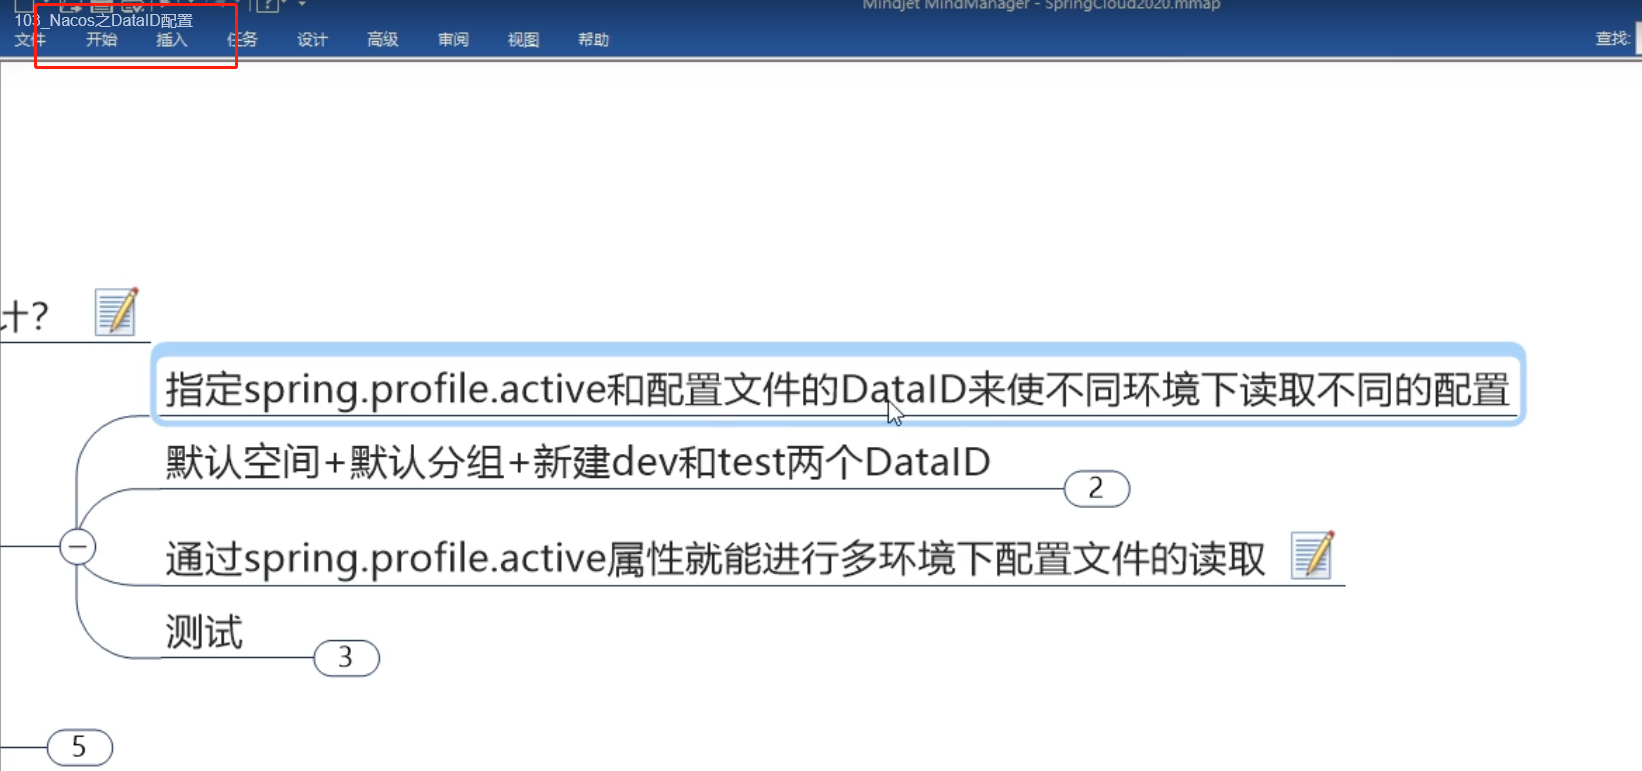 Mindjet MindManager - SpringCloud2020.mmap
103_Nacos之DataID配置
文件 开始 插入 任务 设计 高级 审阅 视图 帮助 查找:
计?
指定spring.profile.active和配置文件的DataID来使不同环境下读取不同的配置
默认空间+默认分组+新建dev和test两个DataID 2
通过spring.profile.active属性就能进行多环境下配置文件的读取
测试 3
5